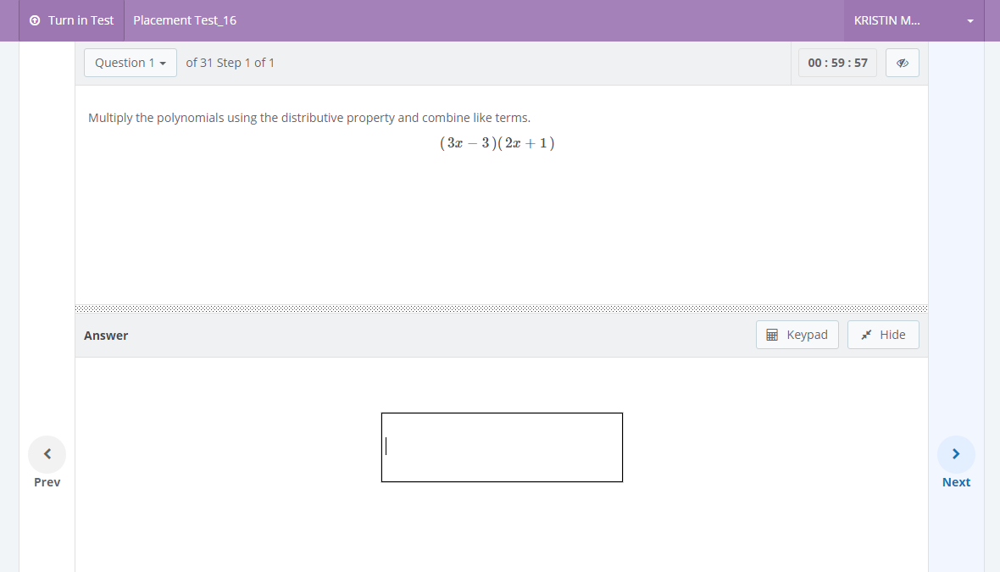 Turn in Test Placement Test_16 KRISTIN M...
Question 1 of 31 Step 1 of 1 00 : 59 : 57
Multiply the polynomials using the distributive property and combine like terms.
(3x − 3)(2x + 1)
Answer Keypad Hide
Prev Next